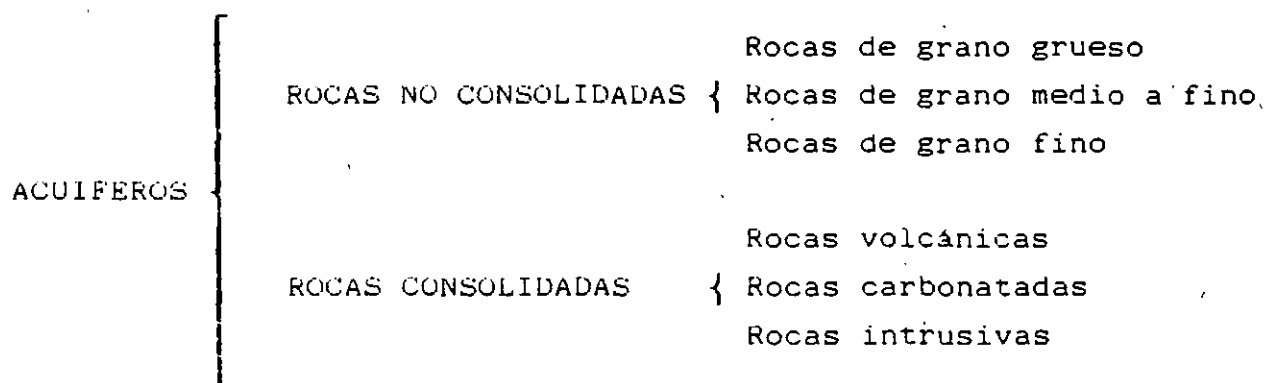 Rocas de grano grueso
ROCAS NO CONSOLIDADAS { Rocas de grano medio a fino
Rocas de grano fino
ACUIFEROS {
Rocas volcánicas
ROCAS CONSOLIDADAS { Rocas carbonatadas
Rocas intrusivas